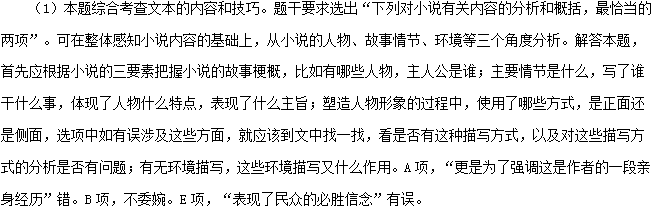 （1）本题综合考查文本的内容和技巧。题干要求选出“下列对小说有关内容的分析和概括，最恰当的
两项”。可在整体感知小说内容的基础上，从小说的人物、故事情节、环境等三个角度分析。解答本题，
首先应根据小说的三要素把握小说的故事梗概，比如有哪些人物，主人公是谁；主要情节是什么，写了谁
干什么事，体现了人物什么特点，表现了什么主旨；塑造人物形象的过程中，使用了哪些方式，是正面还
是侧面，选项中如有误涉及这些方面，就应该到文中找一找，看是否有这种描写方式，以及对这些描写方
式的分析是否有问题；有无环境描写，这些环境描写又什么作用。A 项，“更是为了强调这是作者的一段亲
身经历”错。B 项，不委婉。E 项，“表现了民众的必胜信念”有误。